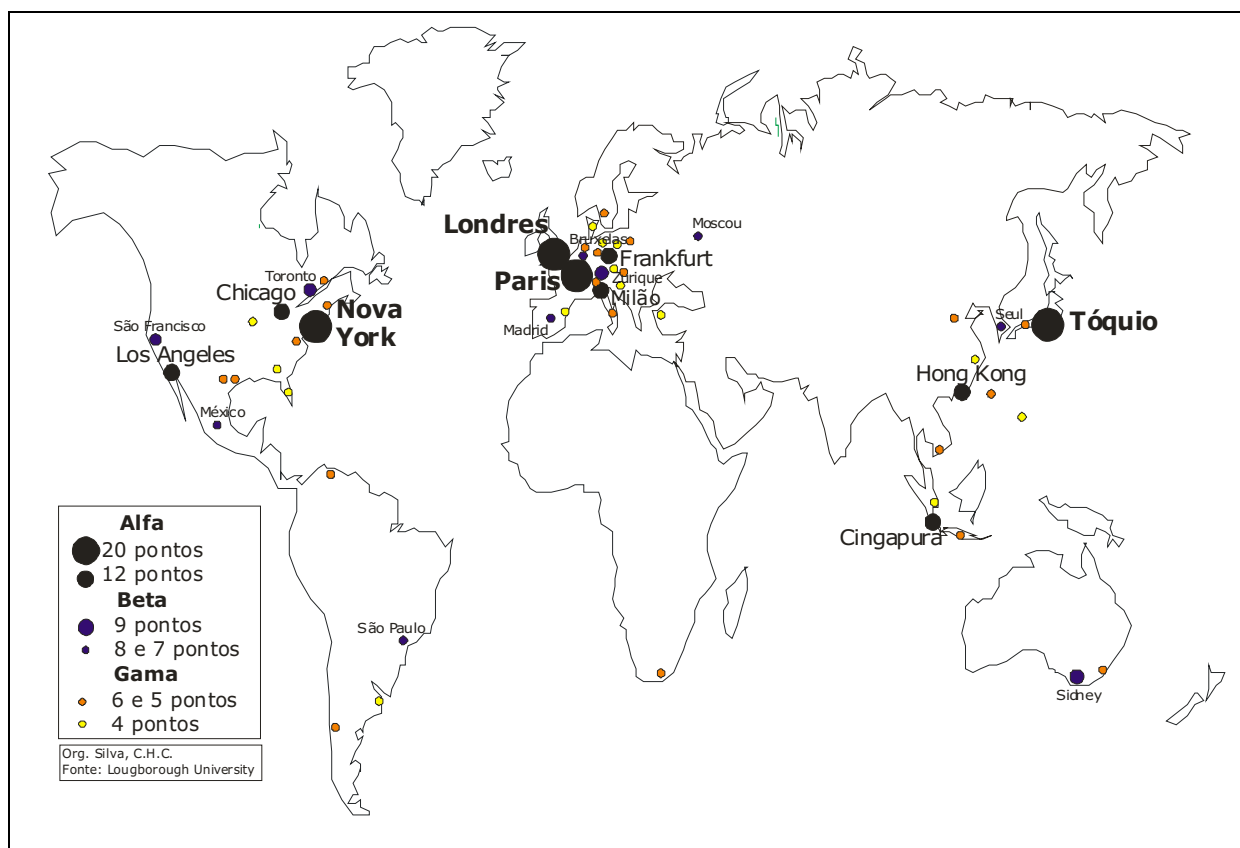 Londres
Bruxelas
Moscou
Frankfurt
Paris
Zurique
Milão
Madrid
Toronto
Chicago
Nova
York
São Francisco
Los Angeles
México
Seul
Tóquio
Hong Kong
Cingapura
São Paulo
Sidney
Alfa
20 pontos
12 pontos
Beta
9 pontos
8 e 7 pontos
Gama
6 e 5 pontos
4 pontos
Org. Silva, C.H.C.
Fonte: Lougborough University